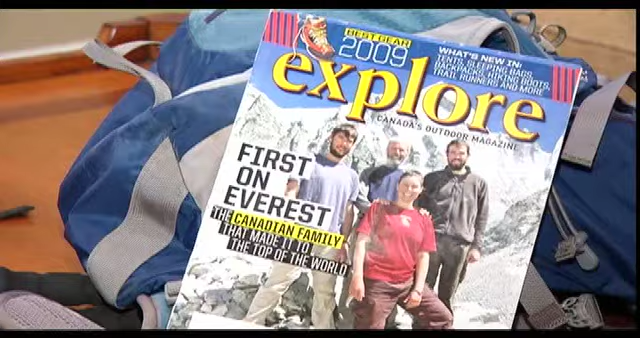 BEST GEAR
2009
WHAT'S NEW IN:
TENTS, SLEEPING BAGS,
BACKPACKS, HIKING BOOTS,
TRAIL RUNNERS AND MORE
explore
CANADA'S OUTDOOR MAGAZINE
FIRST
ON
EVEREST
THE CANADIAN FAMILY
THAT MADE IT TO
THE TOP OF THE WORLD